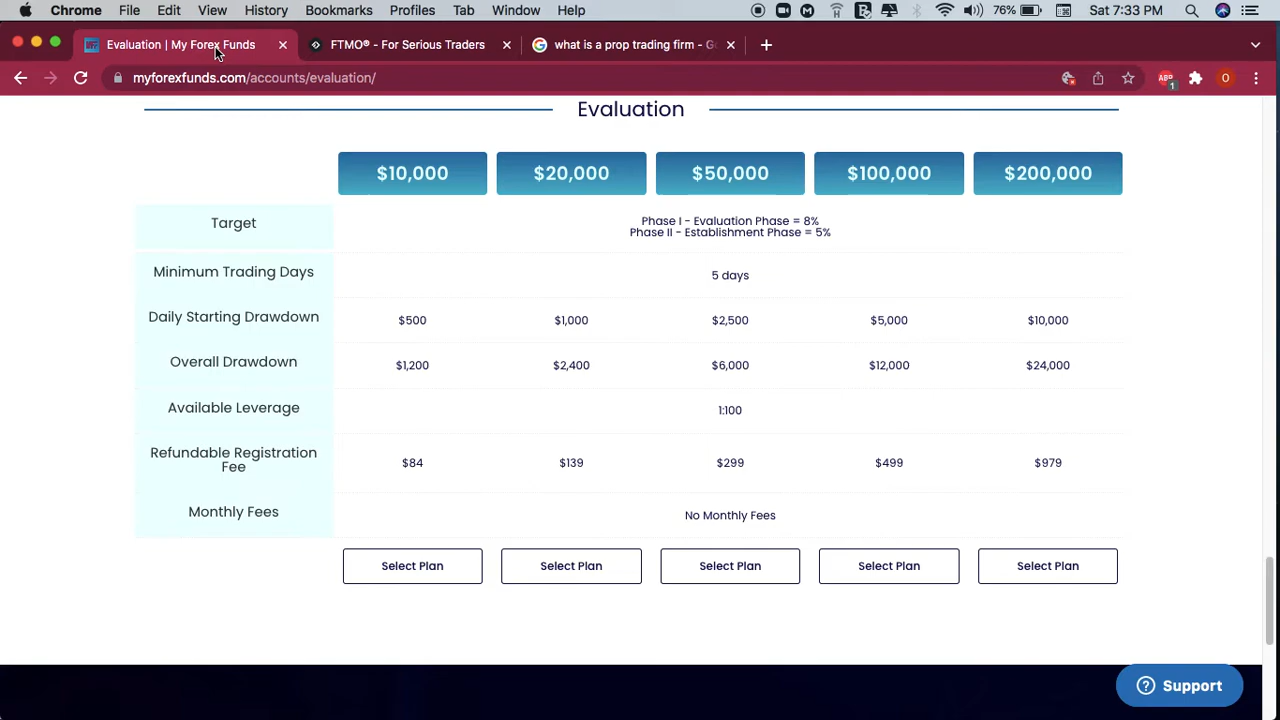 Chrome File Edit View History Bookmarks Profiles Tab Window Help 76% Sat 7:33 PM
Evaluation | My Forex Funds FTMO® - For Serious Traders what is a prop trading firm - Go
myforexfunds.com/accounts/evaluation/ ABP 1 O
Evaluation
$10,000 $20,000 $50,000 $100,000 $200,000
Target
Phase I - Evaluation Phase = 8%
Phase II - Establishment Phase = 5%
Minimum Trading Days 5 days
Daily Starting Drawdown $500 $1,000 $2,500 $5,000 $10,000
Overall Drawdown $1,200 $2,400 $6,000 $12,000 $24,000
Available Leverage 1:100
Refundable Registration
Fee
$84 $139 $299 $499 $979
Monthly Fees No Monthly Fees
Select Plan Select Plan Select Plan Select Plan Select Plan
Support